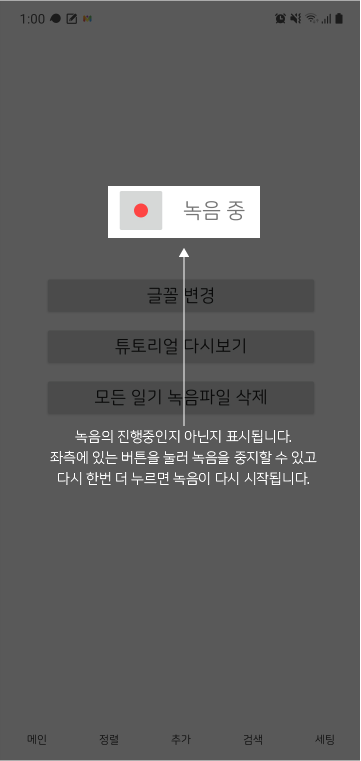 1:00
녹음 중
글꼴 변경
튜토리얼 다시보기
모든 일기 녹음파일 삭제
녹음의 진행중인지 아닌지 표시됩니다.
좌측에 있는 버튼을 눌러 녹음을 중지할 수 있고
다시 한번 더 누르면 녹음이 다시 시작됩니다.
메인 정렬 추가 검색 세팅